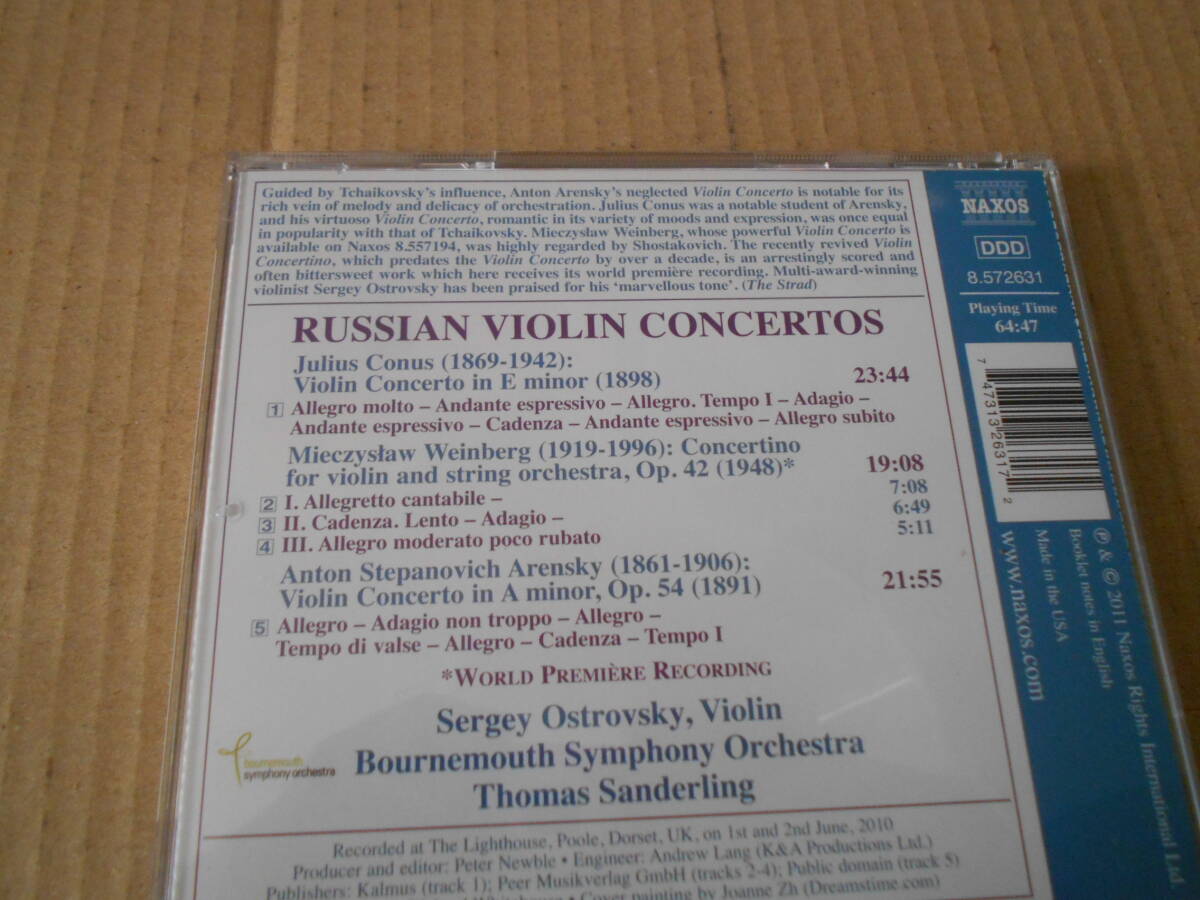 Guided by Tchaikovsky's influence, Anton Arensky's neglected Violin Concerto is notable for its
rich vein of melody and delicacy of orchestration. Julius Conus was a notable student of Arensky,
and his virtuoso Violin Concerto, romantic in its variety of moods and expression, was once equal
in popularity with that of Tchaikovsky. Mieczysław Weinberg, whose powerful Violin Concerto is
available on Naxos 8.557194, was highly regarded by Shostakovich. The recently revived Violin
Concertino, which predates the Violin Concerto by over a decade, is an arrestingly scored and
often bittersweet work which here receives its world première recording. Multi-award-winning
violinist Sergey Ostrovsky has been praised for his 'marvellous tone'. (The Strad)
RUSSIAN VIOLIN CONCERTOS
Julius Conus (1869-1942):
Violin Concerto in E minor (1898) 23:44
1 Allegro molto – Andante espressivo – Allegro. Tempo I – Adagio –
Andante espressivo – Cadenza – Andante espressivo – Allegro subito
Mieczysław Weinberg (1919-1996): Concertino
for violin and string orchestra, Op. 42 (1948)* 19:08
2 I. Allegretto cantabile – 7:08
3 II. Cadenza. Lento – Adagio – 6:49
4 III. Allegro moderato poco rubato 5:11
Anton Stepanovich Arensky (1861-1906):
Violin Concerto in A minor, Op. 54 (1891) 21:55
5 Allegro – Adagio non troppo – Allegro –
Tempo di valse – Allegro – Cadenza – Tempo I
*WORLD PREMIÈRE RECORDING
Sergey Ostrovsky, Violin
Bournemouth Symphony Orchestra
Thomas Sanderling
bournemouth
symphony orchestra
Recorded at The Lighthouse, Poole, Dorset, UK, on 1st and 2nd June, 2010
Producer and editor: Peter Newble • Engineer: Andrew Lang (K&A Productions Ltd.)
Publishers: Kalmus (track 1); Peer Musikverlag GmbH (tracks 2-4); Public domain (track 5)
• Cover painting by Joanne Zh (Dreamstime.com)
NAXOS
DDD
8.572631
Playing Time
64:47
7 47313 26317 2
℗ & © 2011 Naxos Rights International Ltd.
Booklet notes in English
Made in the USA
www.naxos.com